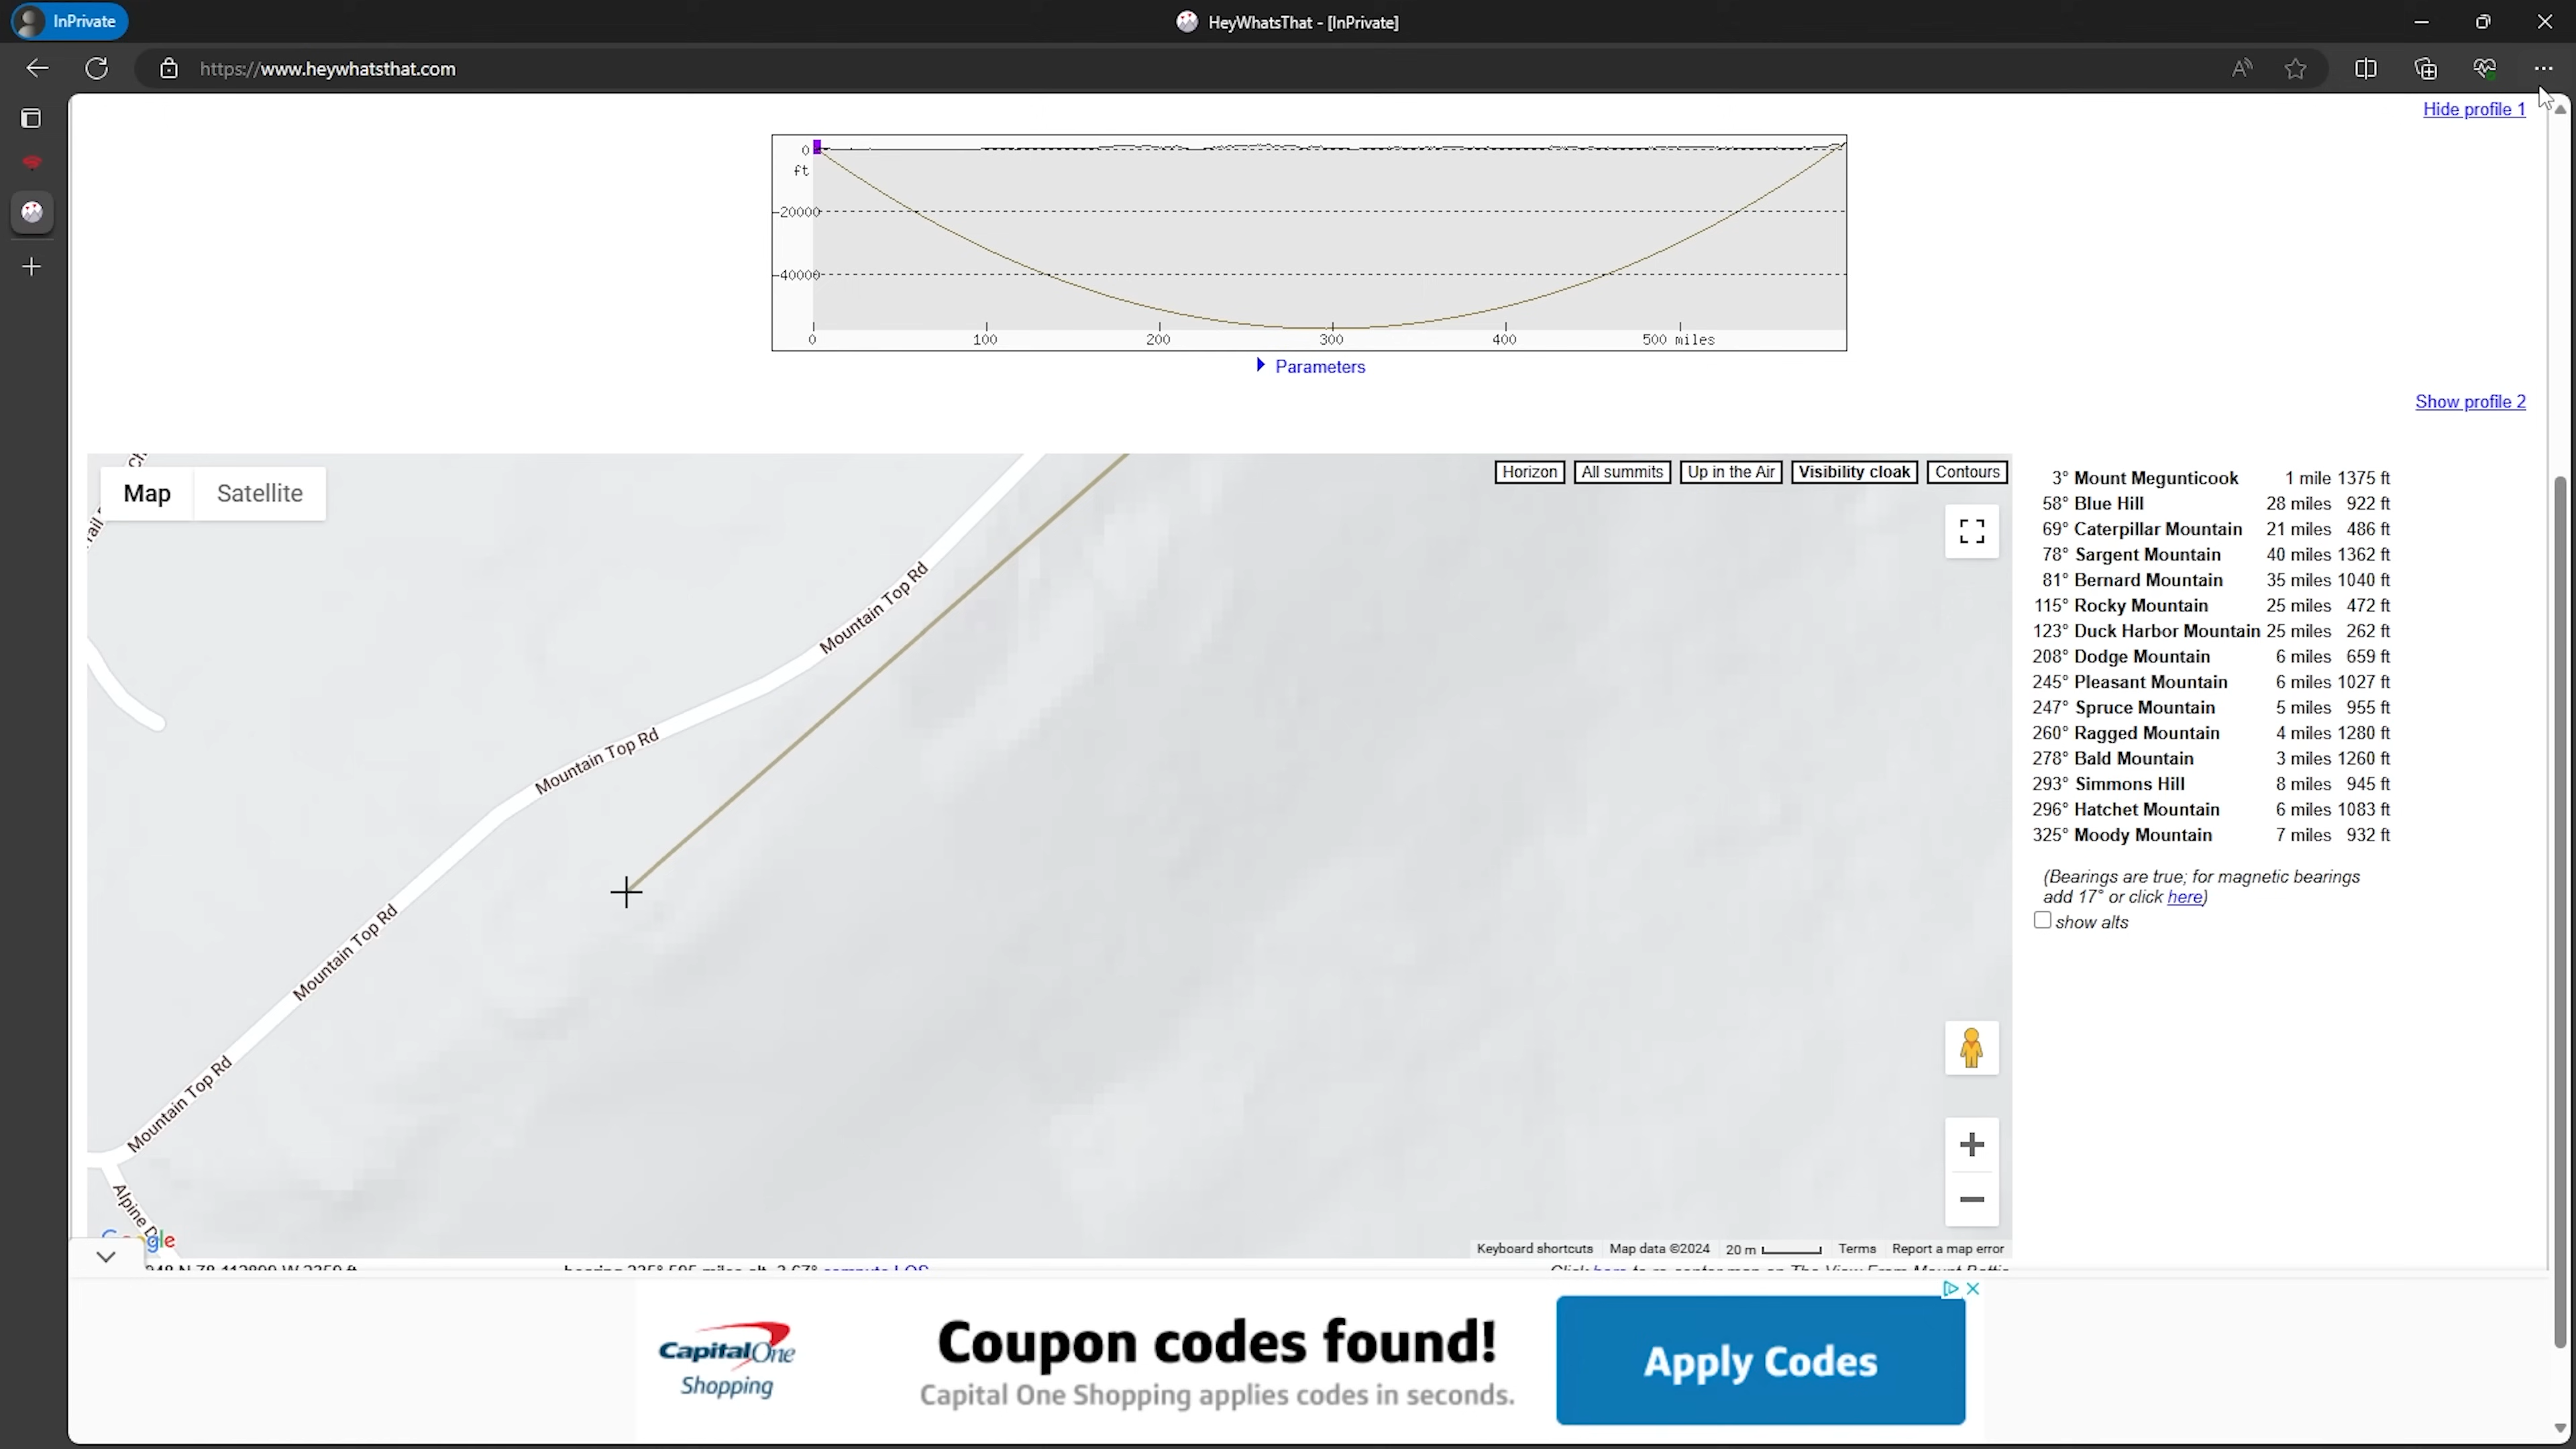 InPrivate
HeyWhatsThat - [InPrivate]
https://www.heywhatsthat.com
Hide profile 1
0
ft
-20000
-40000
0 100 200 300 400 500 miles
Parameters
Show profile 2
Map Satellite
Horizon All summits Up in the Air Visibility cloak Contours
Mountain Top Rd
Mountain Top Rd
Mountain Top Rd
Mountain Top Rd
3° Mount Megunticook 1 mile 1375 ft
58° Blue Hill 28 miles 922 ft
69° Caterpillar Mountain 21 miles 486 ft
78° Sargent Mountain 40 miles 1362 ft
81° Bernard Mountain 35 miles 1040 ft
115° Rocky Mountain 25 miles 472 ft
123° Duck Harbor Mountain 25 miles 262 ft
208° Dodge Mountain 6 miles 659 ft
245° Pleasant Mountain 6 miles 1027 ft
247° Spruce Mountain 5 miles 955 ft
260° Ragged Mountain 4 miles 1280 ft
278° Bald Mountain 3 miles 1260 ft
293° Simmons Hill 8 miles 945 ft
296° Hatchet Mountain 6 miles 1083 ft
325° Moody Mountain 7 miles 932 ft
(Bearings are true; for magnetic bearings
add 17° or click here)
show alts
Alpine D
Google
Keyboard shortcuts Map data ©2024 20 m Terms Report a map error
CapitalOne
Shopping
Coupon codes found!
Capital One Shopping applies codes in seconds.
Apply Codes